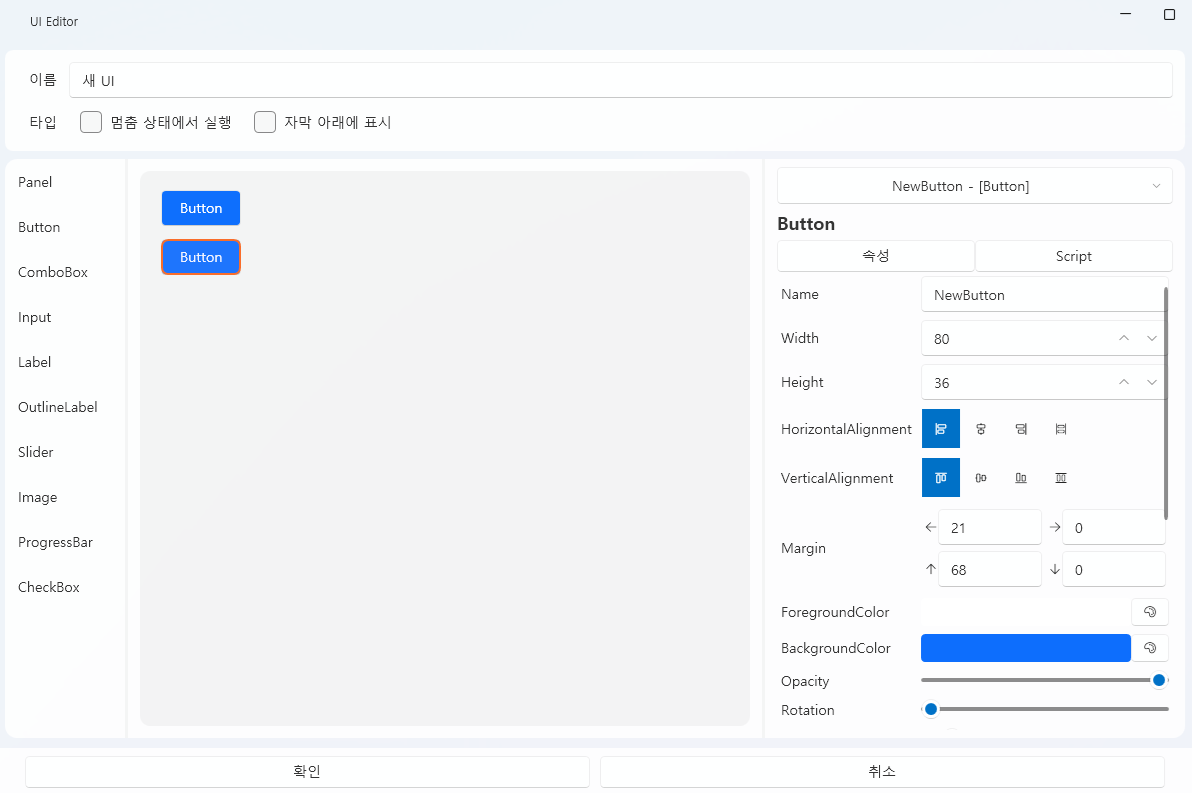 UI Editor
이름
새 UI
타입
멈춤 상태에서 실행
자막 아래에 표시
Panel
Button
ComboBox
Input
Label
OutlineLabel
Slider
Image
ProgressBar
CheckBox
Button
Button
NewButton - [Button]
Button
속성
Script
Name
NewButton
Width
80
Height
36
HorizontalAlignment
VerticalAlignment
Margin
← 21
→ 0
↑ 68
↓ 0
ForegroundColor
BackgroundColor
Opacity
Rotation
확인
취소